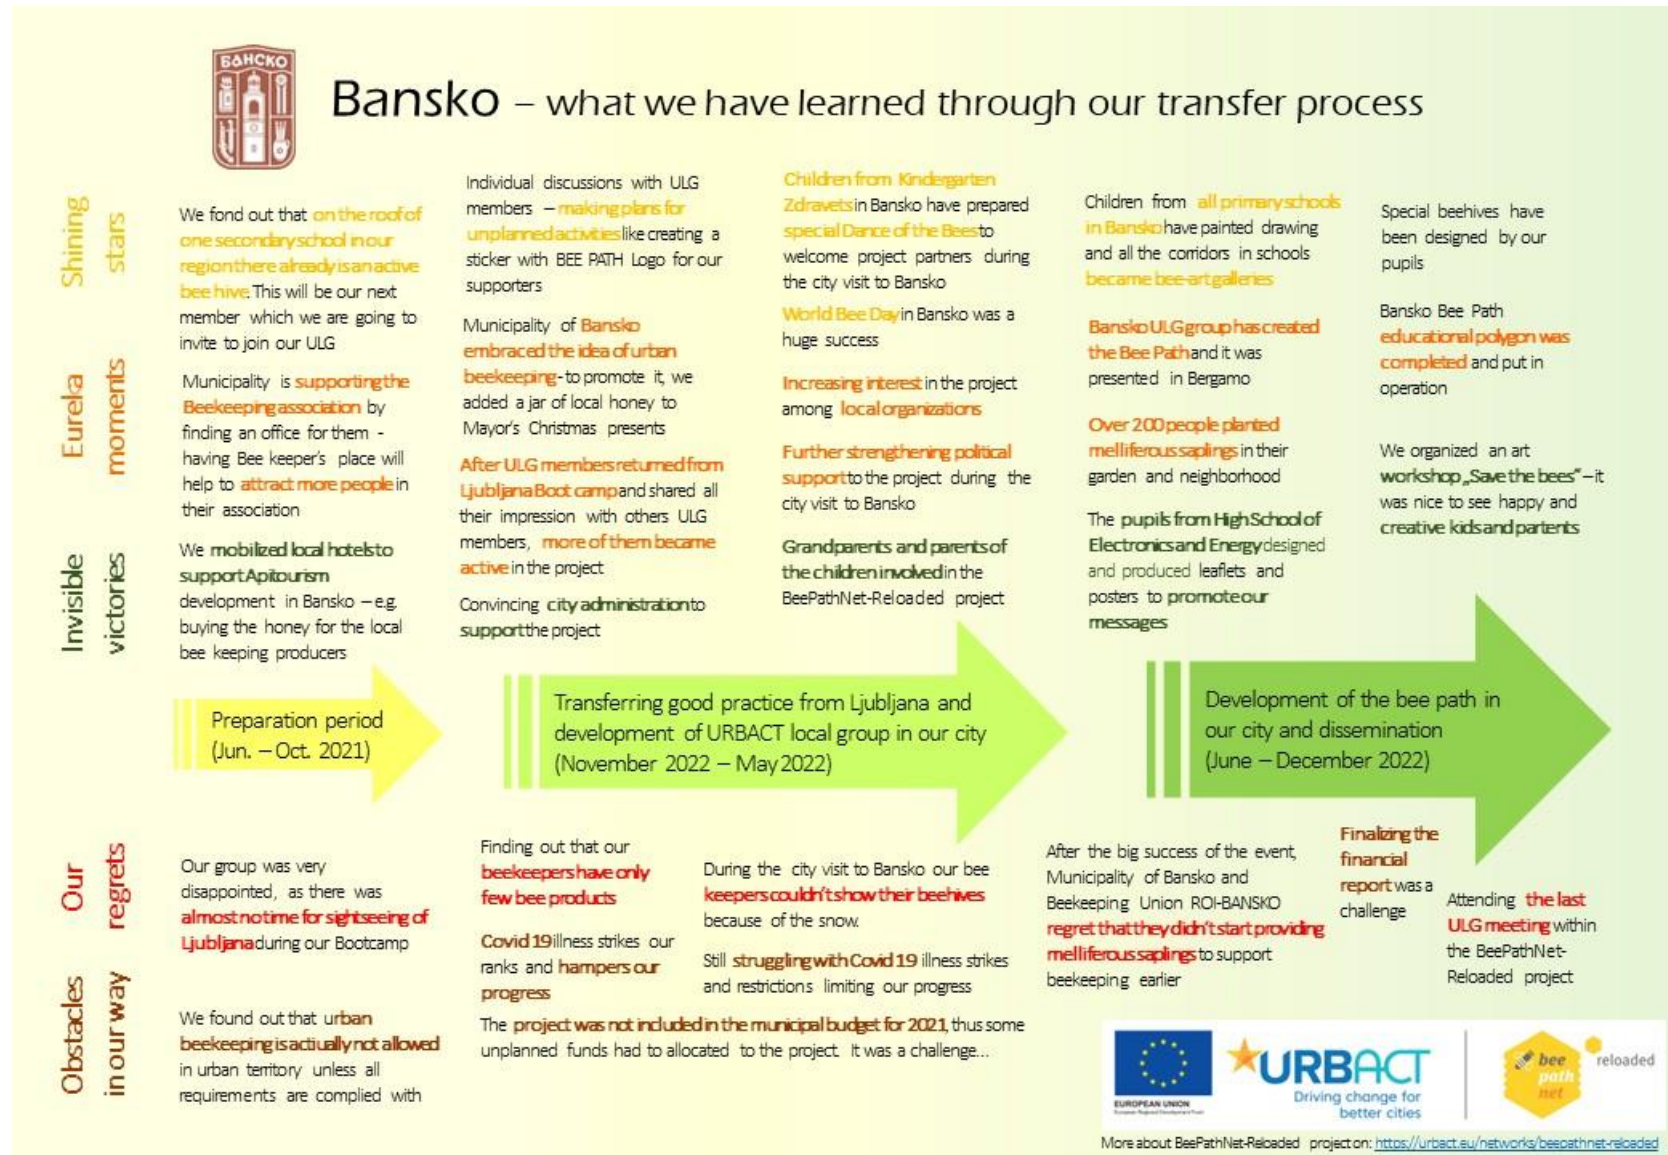 БАНСКО
Bansko – what we have learned through our transfer process
Shining
stars
We fond out that on the roof of
one secondary school in our
region there already is an active
bee hive. This will be our next
member which we are going to
invite to join our ULG
Individual discussions with ULG
members – making plans for
unplanned activities like creating a
sticker with BEE PATH Logo for our
supporters
Children from Kindergarten
Zdravets in Bansko have prepared
special Dance of the Bees to
welcome project partners during
the city visit to Bansko
World Bee Day in Bansko was a
huge success
Children from all primary schools
in Bansko have painted drawing
and all the corridors in schools
became bee-art galleries
Special beehives have
been designed by our
pupils
Eureka
moments
Municipality is supporting the
Beekeeping association by
finding an office for them -
having Bee keeper's place will
help to attract more people in
their association
Municipality of Bansko
embraced the idea of urban
beekeeping - to promote it, we
added a jar of local honey to
Mayor's Christmas presents
After ULG members returned from
Ljubljana Boot camp and shared all
their impression with others ULG
members, more of them became
active in the project
Increasing interest in the project
among local organizations
Further strengthening political
support to the project during the
city visit to Bansko
Bansko ULG group has created
the Bee Path and it was
presented in Bergamo
Over 200 people planted
melliferous saplings in their
garden and neighborhood
Bansko Bee Path
educational polygon was
completed and put in
operation
Invisible
victories
We mobilized local hotels to
support Apitourism
development in Bansko – e.g.
buying the honey for the local
bee keeping producers
Convincing city administration to
support the project
Grandparents and parents of
the children involved in the
BeePathNet-Reloaded project
The pupils from High School of
Electronics and Energy designed
and produced leaflets and
posters to promote our
messages
We organized an art
workshop „Save the bees" – it
was nice to see happy and
creative kids and partents
Preparation period
(Jun. – Oct. 2021)
Transferring good practice from Ljubljana and
development of URBACT local group in our city
(November 2022 – May 2022)
Development of the bee path in
our city and dissemination
(June – December 2022)
Our
regrets
Our group was very
disappointed, as there was
almost no time for sightseeing of
Ljubljana during our Bootcamp
Finding out that our
beekeepers have only
few bee products
During the city visit to Bansko our bee
keepers couldn't show their beehives
because of the snow.
After the big success of the event,
Municipality of Bansko and
Beekeeping Union ROI-BANSKO
regret that they didn't start providing
melliferous saplings to support
beekeeping earlier
Attending the last
ULG meeting within
the BeePathNet-
Reloaded project
Obstacles
in our way
We found out that urban
beekeeping is actiually not allowed
in urban territory unless all
requirements are complied with
Covid 19 illness strikes our
ranks and hampers our
progress
Still struggling with Covid 19 illness strikes
and restrictions limiting our progress
The project was not included in the municipal budget for 2021, thus some
unplanned funds had to allocated to the project. It was a challenge...
Finalizing the
financial
report was a
challenge
EUROPEAN UNION
European Regional Development Fund
URBACT
Driving change for
better cities
bee
path
net
reloaded
More about BeePathNet-Reloaded project on: https://urbact.eu/networks/beepathnet-reloaded